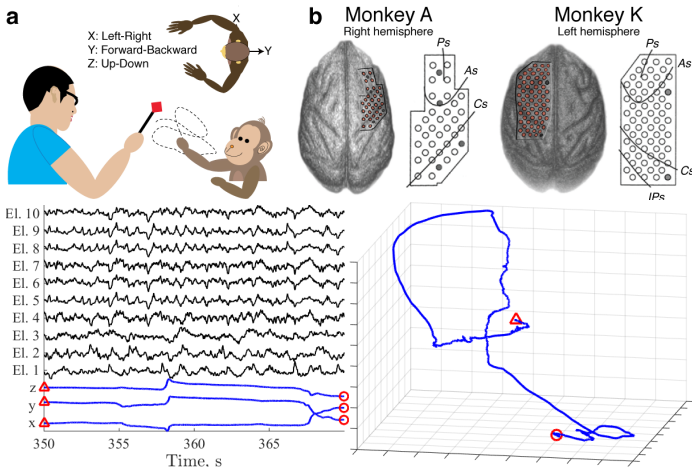 a
X
X: Left-Right
Y: Forward-Backward
Z: Up-Down
Y
b
Monkey A
Right hemisphere
Ps
As
Cs
Monkey K
Left hemisphere
Ps
As
Cs
IPs
El. 10
El. 9
El. 8
El. 7
El. 6
El. 5
El. 4
El. 3
El. 2
El. 1
z
y
x
350 355 360 365
Time, s